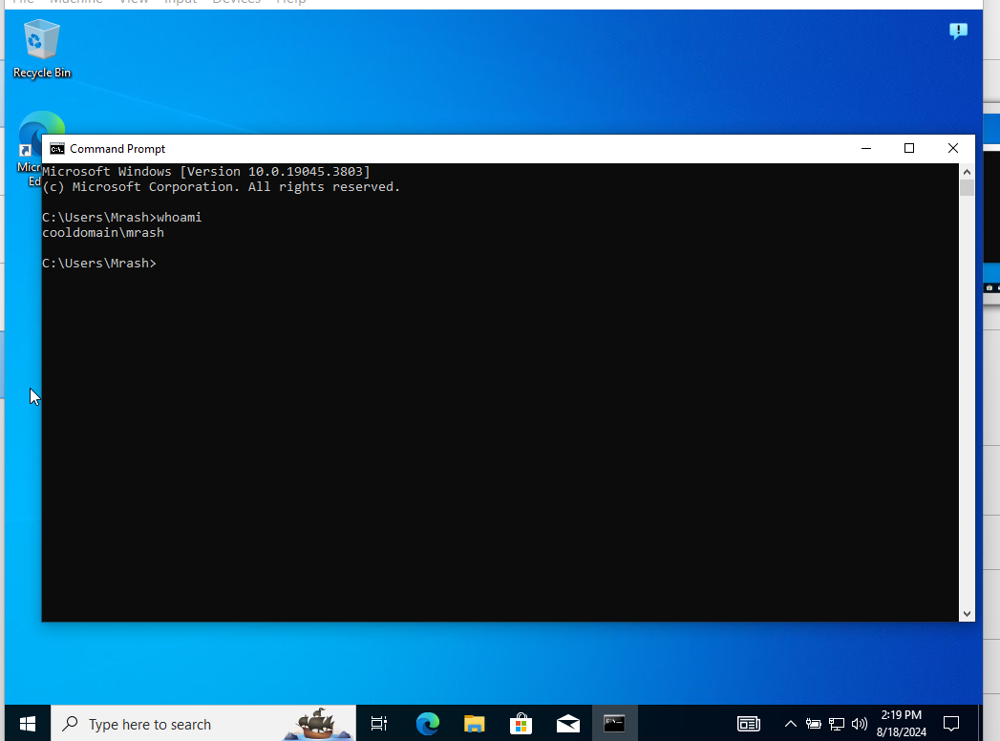 File Machine View Input Devices Help
Recycle Bin
Command Prompt
Micr
Ed
Microsoft Windows [Version 10.0.19045.3803]
(c) Microsoft Corporation. All rights reserved.
C:\Users\Mrash>whoami
cooldomain\mrash
C:\Users\Mrash>
Type here to search
2:19 PM
8/18/2024